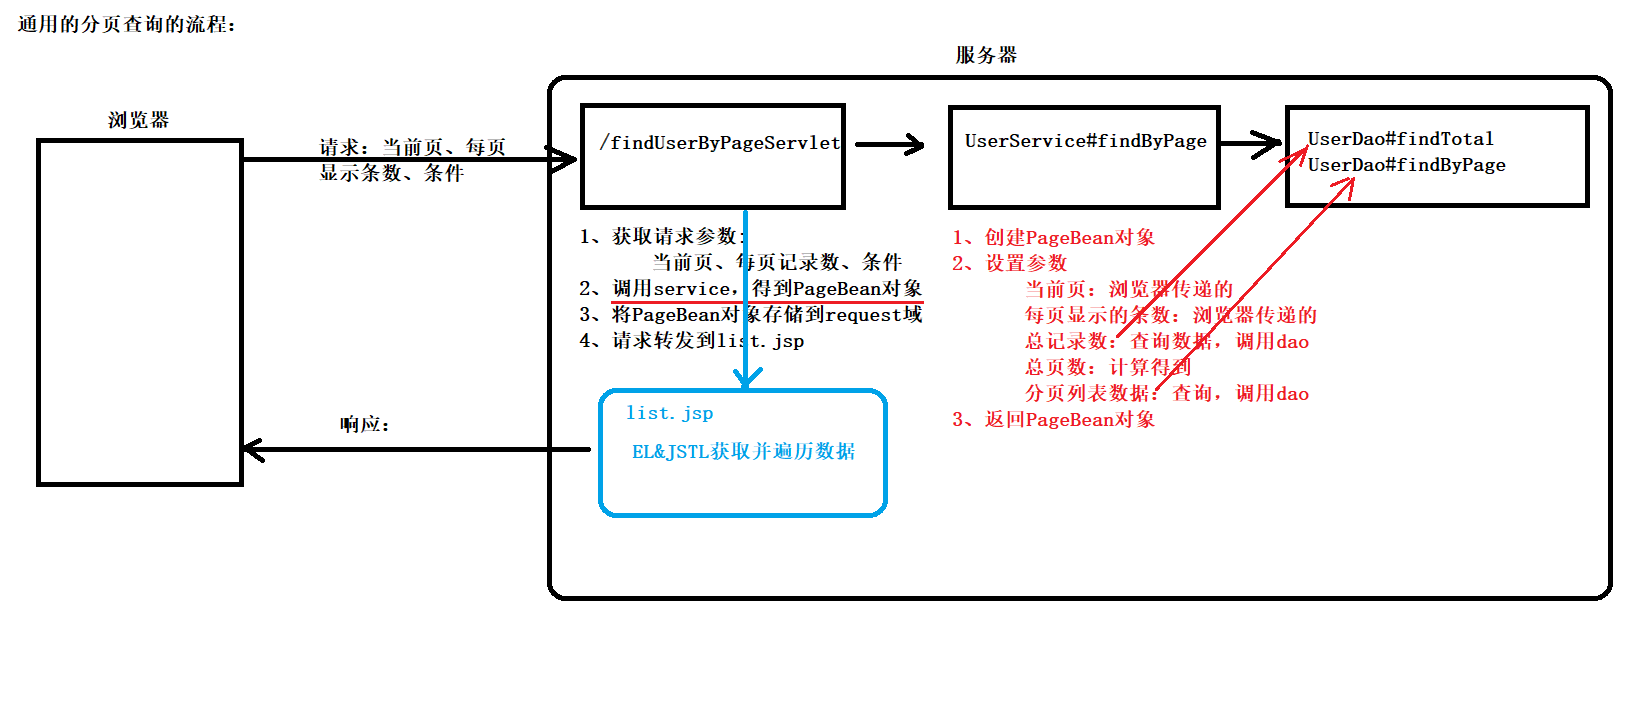 通用的分页查询的流程：
服务器
浏览器
请求：当前页、每页
显示条数、条件
/findUserByPageServlet
UserService#findByPage
UserDao#findTotal
UserDao#findByPage
1、获取请求参数：
当前页、每页记录数、条件
2、调用service，得到PageBean对象
3、将PageBean对象存储到request域
4、请求转发到list.jsp
1、创建PageBean对象
2、设置参数
当前页：浏览器传递的
每页显示的条数：浏览器传递的
总记录数：查询数据，调用dao
总页数：计算得到
分页列表数据：查询，调用dao
3、返回PageBean对象
响应：
list.jsp
EL&JSTL获取并遍历数据